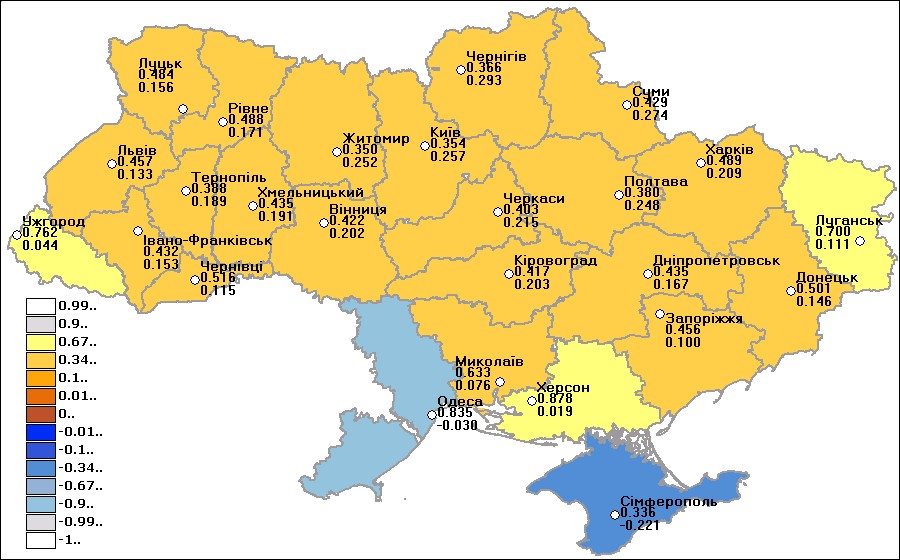 Луцьк
0.484
0.156
Рівне
0.488
0.171
Житомир
0.350
0.252
Київ
0.354
0.257
Чернігів
0.366
0.293
Суми
0.429
0.274
Харків
0.489
0.209
Львів
0.457
0.133
Тернопіль
0.388
0.189
Хмельницький
0.435
0.191
Вінниця
0.422
0.202
Черкаси
0.403
0.215
Полтава
0.380
0.248
Луганськ
0.700
0.111
Ужгород
0.762
0.044
Івано-Франківськ
0.432
0.153
Чернівці
0.516
0.115
Кіровоград
0.417
0.203
Дніпропетровськ
0.435
0.167
Донецьк
0.501
0.146
Запоріжжя
0.456
0.100
Миколаїв
0.633
0.076
Херсон
0.878
0.019
Одеса
0.835
-0.030
Сімферополь
0.336
-0.221
0.99..
0.9..
0.67..
0.34..
0.1..
0.01..
0..
-0.01..
-0.1..
-0.34..
-0.67..
-0.9..
-0.99..
-1..